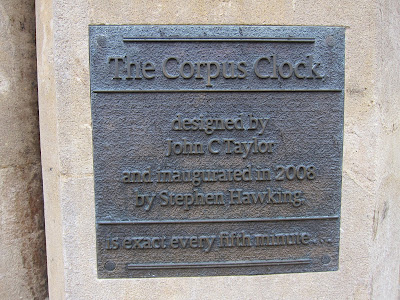 The Corpus Clock,
designed by
John C Taylor
and inaugurated in 2008
by Stephen Hawking,
is exact every fifth minute....